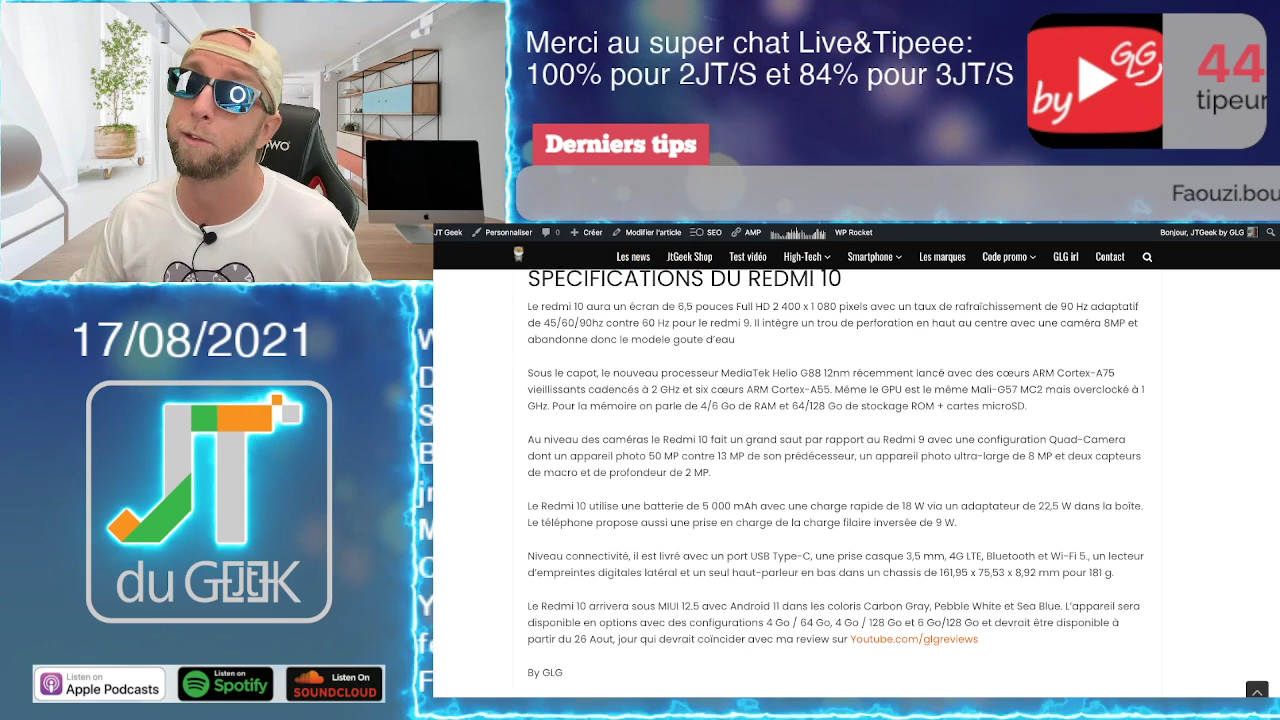 Merci au super chat Live&Tipeee:
100% pour 2JT/S et 84% pour 3JT/S
by GLG
44
tipeur
Derniers tips
Faouzi.bou
JT Geek Personnaliser 0 Créer Modifier l'article SEO AMP WP Rocket Bonjour, JTGeek by GLG
Les news JtGeek Shop Test vidéo High-Tech Smartphone Les marques Code promo GLG irl Contact
SPECIFICATIONS DU REDMI 10
Le redmi 10 aura un écran de 6,5 pouces Full HD 2 400 x 1 080 pixels avec un taux de rafraîchissement de 90 Hz adaptatif
de 45/60/90hz contre 60 Hz pour le redmi 9. Il intègre un trou de perforation en haut au centre avec une caméra 8MP et
abandonne donc le modele goute d'eau
Sous le capot, le nouveau processeur MediaTek Helio G88 12nm récemment lancé avec des cœurs ARM Cortex-A75
vieillissants cadencés à 2 GHz et six cœurs ARM Cortex-A55. Même le GPU est le même Mali-G57 MC2 mais overclocké à 1
GHz. Pour la mémoire on parle de 4/6 Go de RAM et 64/128 Go de stockage ROM + cartes microSD.
Au niveau des caméras le Redmi 10 fait un grand saut par rapport au Redmi 9 avec une configuration Quad-Camera
dont un appareil photo 50 MP contre 13 MP de son prédécesseur, un appareil photo ultra-large de 8 MP et deux capteurs
de macro et de profondeur de 2 MP.
Le Redmi 10 utilise une batterie de 5 000 mAh avec une charge rapide de 18 W via un adaptateur de 22,5 W dans la boîte.
Le téléphone propose aussi une prise en charge de la charge filaire inversée de 9 W.
Niveau connectivité, il est livré avec un port USB Type-C, une prise casque 3,5 mm, 4G LTE, Bluetooth et Wi-Fi 5., un lecteur
d'empreintes digitales latéral et un seul haut-parleur en bas dans un chassis de 161,95 x 75,53 x 8,92 mm pour 181 g.
Le Redmi 10 arrivera sous MIUI 12.5 avec Android 11 dans les coloris Carbon Gray, Pebble White et Sea Blue. L'appareil sera
disponible en options avec des configurations 4 Go / 64 Go, 4 Go / 128 Go et 6 Go/128 Go et devrait être disponible à
partir du 26 Aout, jour qui devrait coïncider avec ma review sur Youtube.com/glgreviews
By GLG
17/08/2021
JT
du GEEK
Listen on
Apple Podcasts
Listen on
Spotify
Listen On
SOUNDCLOUD